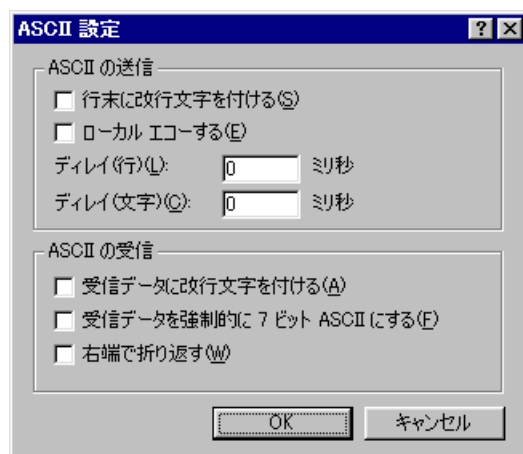 ASCII 設定
ASCII の送信
行末に改行文字を付ける(S)
ローカル エコーする(E)
ディレイ(行)(L): 0 ミリ秒
ディレイ(文字)(C): 0 ミリ秒
ASCII の受信
受信データに改行文字を付ける(A)
受信データを強制的に 7 ビット ASCII にする(F)
右端で折り返す(W)
OK キャンセル